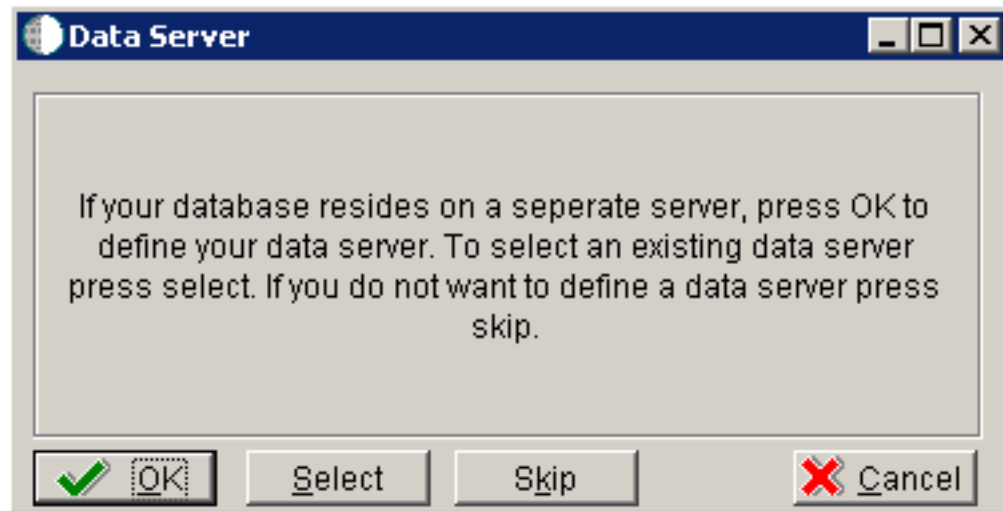 Data Server
If your database resides on a seperate server, press OK to
define your data server. To select an existing data server
press select. If you do not want to define a data server press
skip.
OK Select Skip Cancel